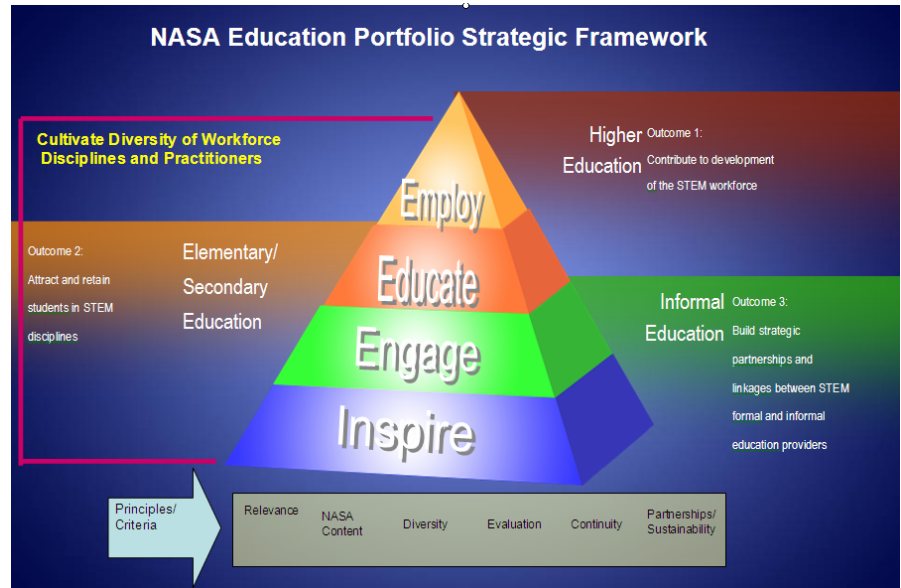 NASA Education Portfolio Strategic Framework
Cultivate Diversity of Workforce
Disciplines and Practitioners
Higher
Education
Outcome 1:
Contribute to development
of the STEM workforce
Employ
Outcome 2:
Attract and retain
students in STEM
disciplines
Elementary/
Secondary
Education
Educate
Informal
Education
Outcome 3:
Build strategic
partnerships and
linkages between STEM
formal and informal
education providers
Engage
Inspire
Principles/
Criteria
Relevance
NASA
Content
Diversity
Evaluation
Continuity
Partnerships/
Sustainability